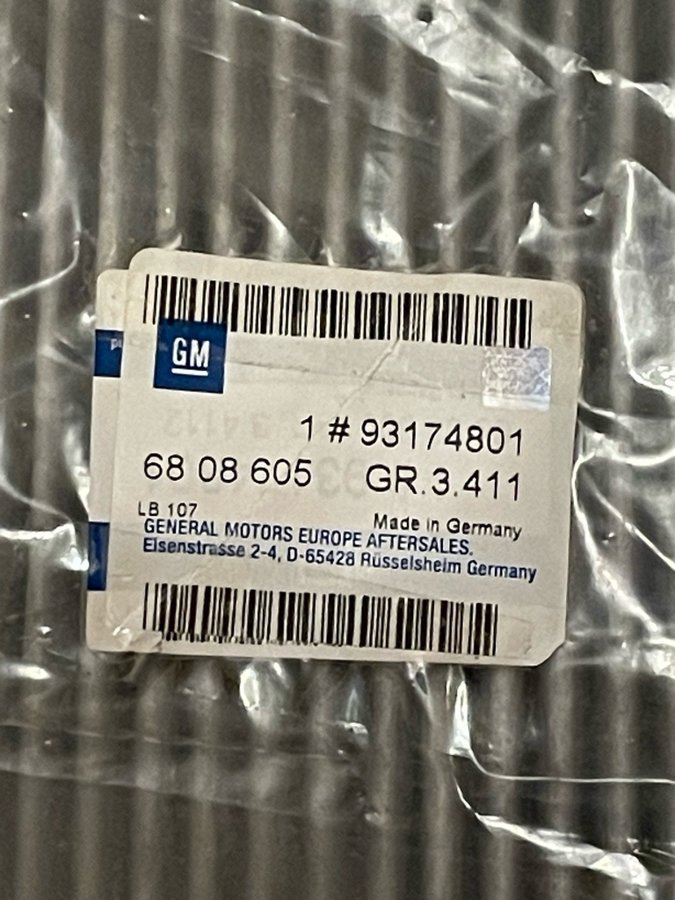 GM
1 # 93174801
68 08 605 GR.3.411
LB 107 Made in Germany
GENERAL MOTORS EUROPE AFTERSALES.
Eisenstrasse 2-4, D-65428 Rüsselsheim Germany